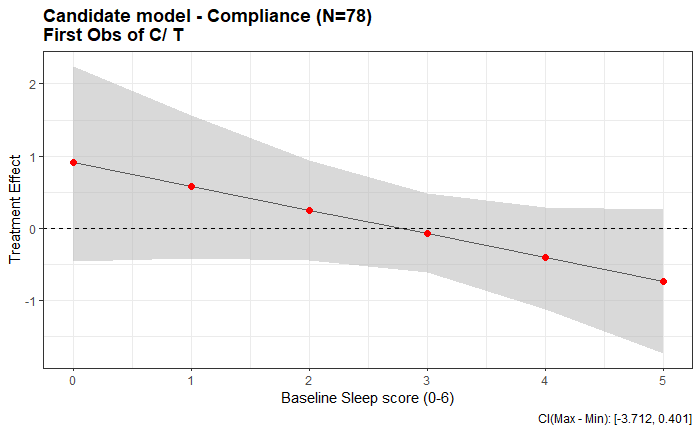 Candidate model - Compliance (N=78)
First Obs of C/ T
Treatment Effect
2
1
0
-1
0 1 2 3 4 5
Baseline Sleep score (0-6)
CI(Max - Min): [-3.712, 0.401]